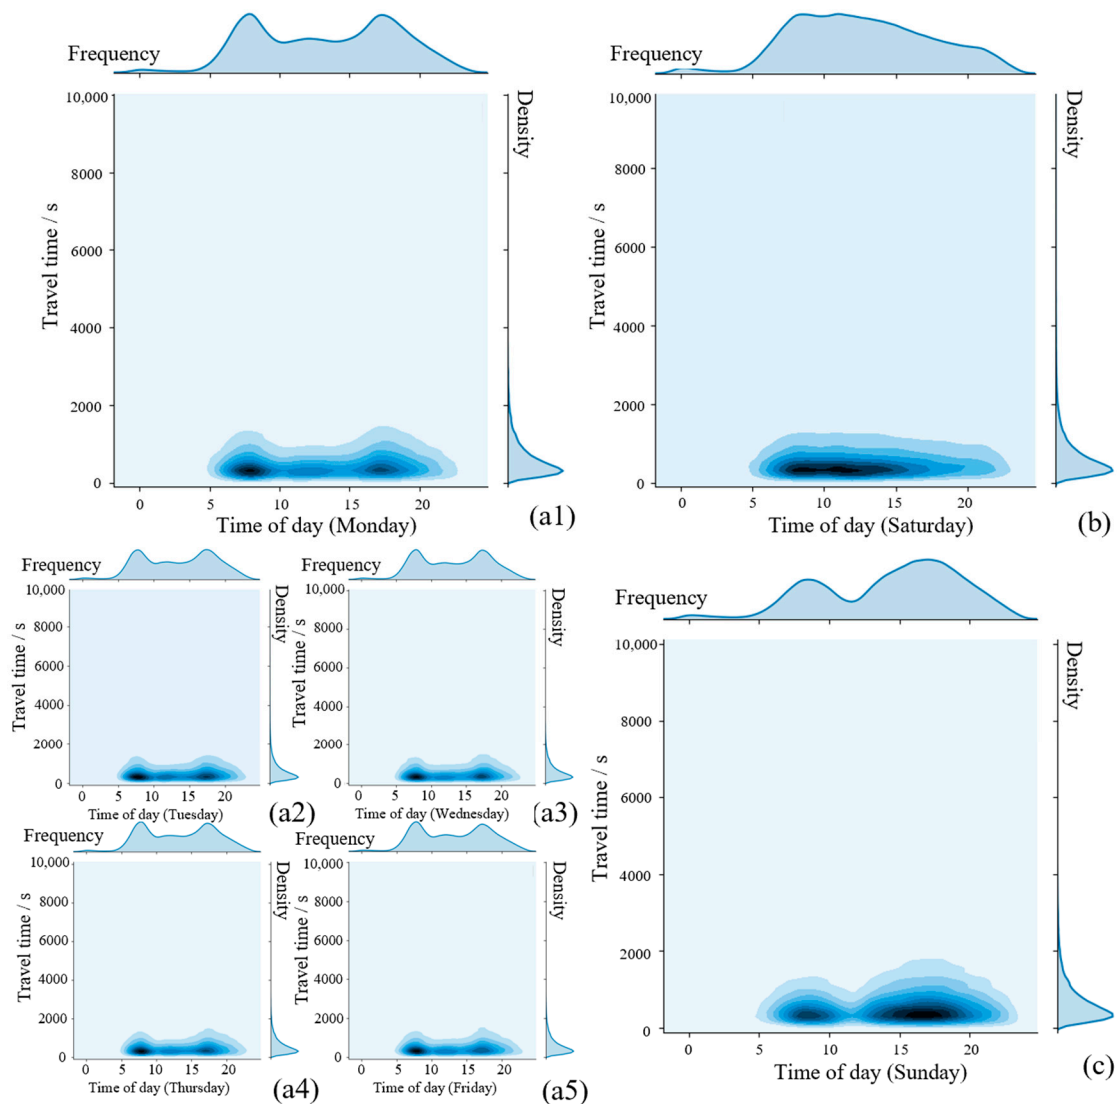 Frequency
10,000
8000
6000
4000
2000
0
Travel time / s
Density
0 5 10 15 20
Time of day (Monday)
(a1)
Frequency
10,000
8000
6000
4000
2000
0
Travel time / s
Density
0 5 10 15 20
Time of day (Saturday)
(b)
Frequency
10,000
8000
6000
4000
2000
0
Travel time / s
Density
0 5 10 15 20
Time of day (Tuesday)
(a2)
Frequency
10,000
8000
6000
4000
2000
0
Travel time / s
Density
0 5 10 15 20
Time of day (Wednesday)
(a3)
Frequency
10,000
8000
6000
4000
2000
0
Travel time / s
Density
0 5 10 15 20
Time of day (Thursday)
(a4)
Frequency
10,000
8000
6000
4000
2000
0
Travel time / s
Density
0 5 10 15 20
Time of day (Friday)
(a5)
Frequency
10,000
8000
6000
4000
2000
0
Travel time / s
Density
0 5 10 15 20
Time of day (Sunday)
(c)